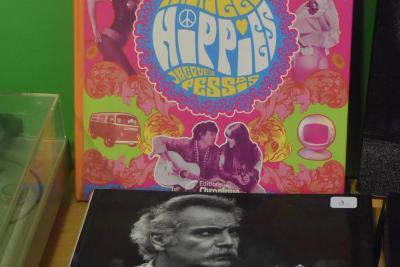 HiPPiES
JACQUES
PESSIS
Editions
Chronique